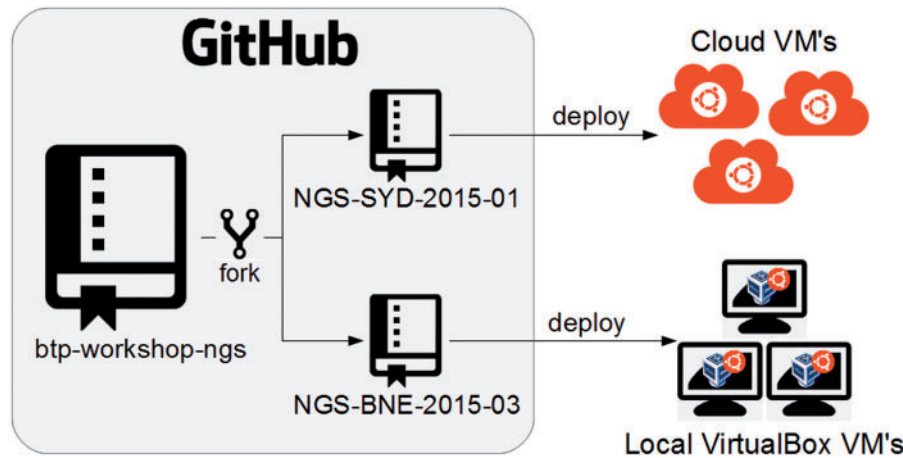 GitHub
Cloud VM's
deploy
NGS-SYD-2015-01
fork
btp-workshop-ngs
deploy
NGS-BNE-2015-03
Local VirtualBox VM's